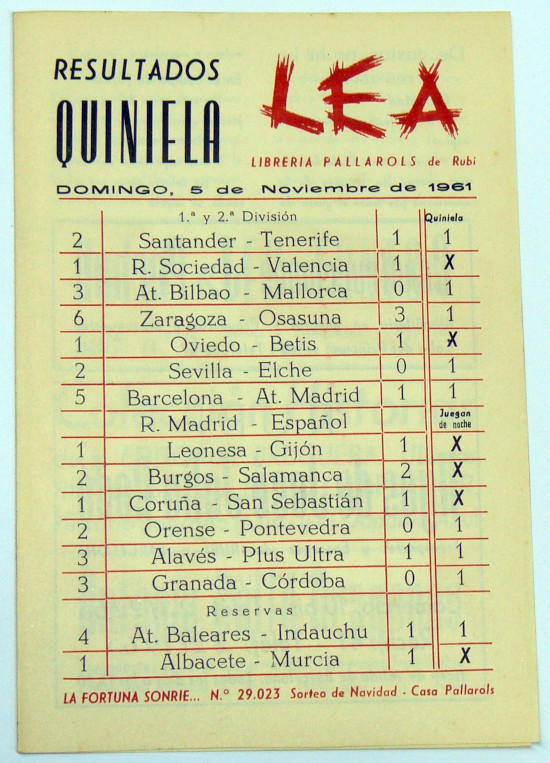 RESULTADOS
QUINIELA
LEA
LIBRERIA PALLAROLS de Rubí
DOMINGO, 5 de Noviembre de 1961
1.ª y 2.ª División Quiniela
2 Santander - Tenerife 1 1
1 R. Sociedad - Valencia 1 X
3 At. Bilbao - Mallorca 0 1
6 Zaragoza - Osasuna 3 1
1 Oviedo - Betis 1 X
2 Sevilla - Elche 0 1
5 Barcelona - At. Madrid 1 1
R. Madrid - Español Juegan de noche
1 Leonesa - Gijón 1 X
2 Burgos - Salamanca 2 X
1 Coruña - San Sebastián 1 X
2 Orense - Pontevedra 0 1
3 Alavés - Plus Ultra 1 1
3 Granada - Córdoba 0 1
Reservas
4 At. Baleares - Indauchu 1 1
1 Albacete - Murcia 1 X
LA FORTUNA SONRIE... N.º 29.023 Sorteo de Navidad - Casa Pallarols